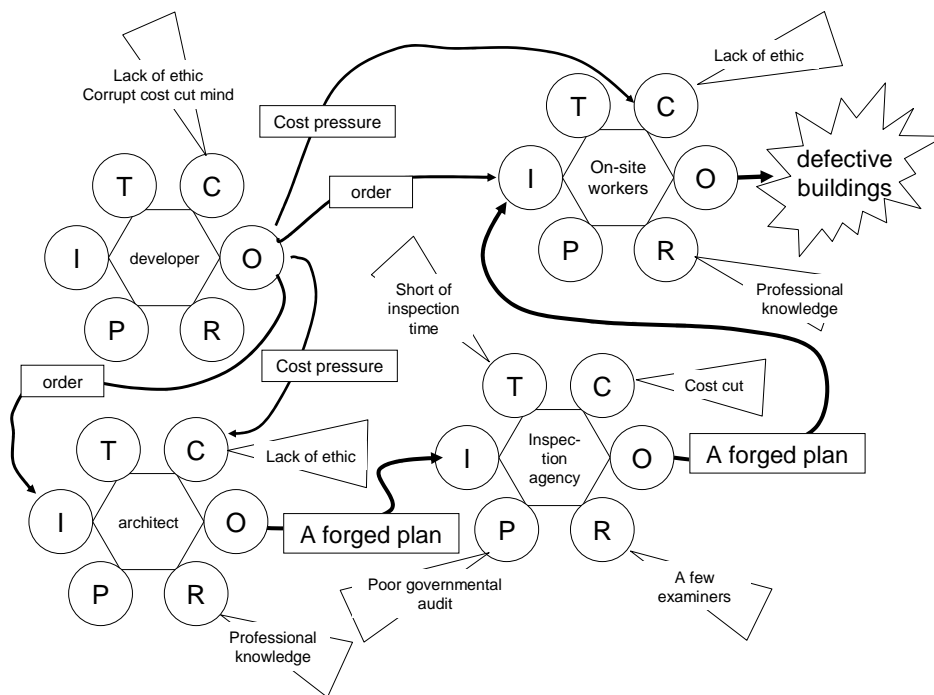 Lack of ethic
Corrupt cost cut mind
Cost pressure
T
C
I
developer
O
P
R
order
Lack of ethic
T
C
I
On-site
workers
O
P
R
defective
buildings
Professional
knowledge
order
Cost pressure
Short of
inspection
time
T
C
Cost cut
I
Inspec-
tion
agency
O
A forged plan
P
R
Poor governmental
audit
A few
examiners
T
C
Lack of ethic
I
architect
O
A forged plan
P
R
Professional
knowledge